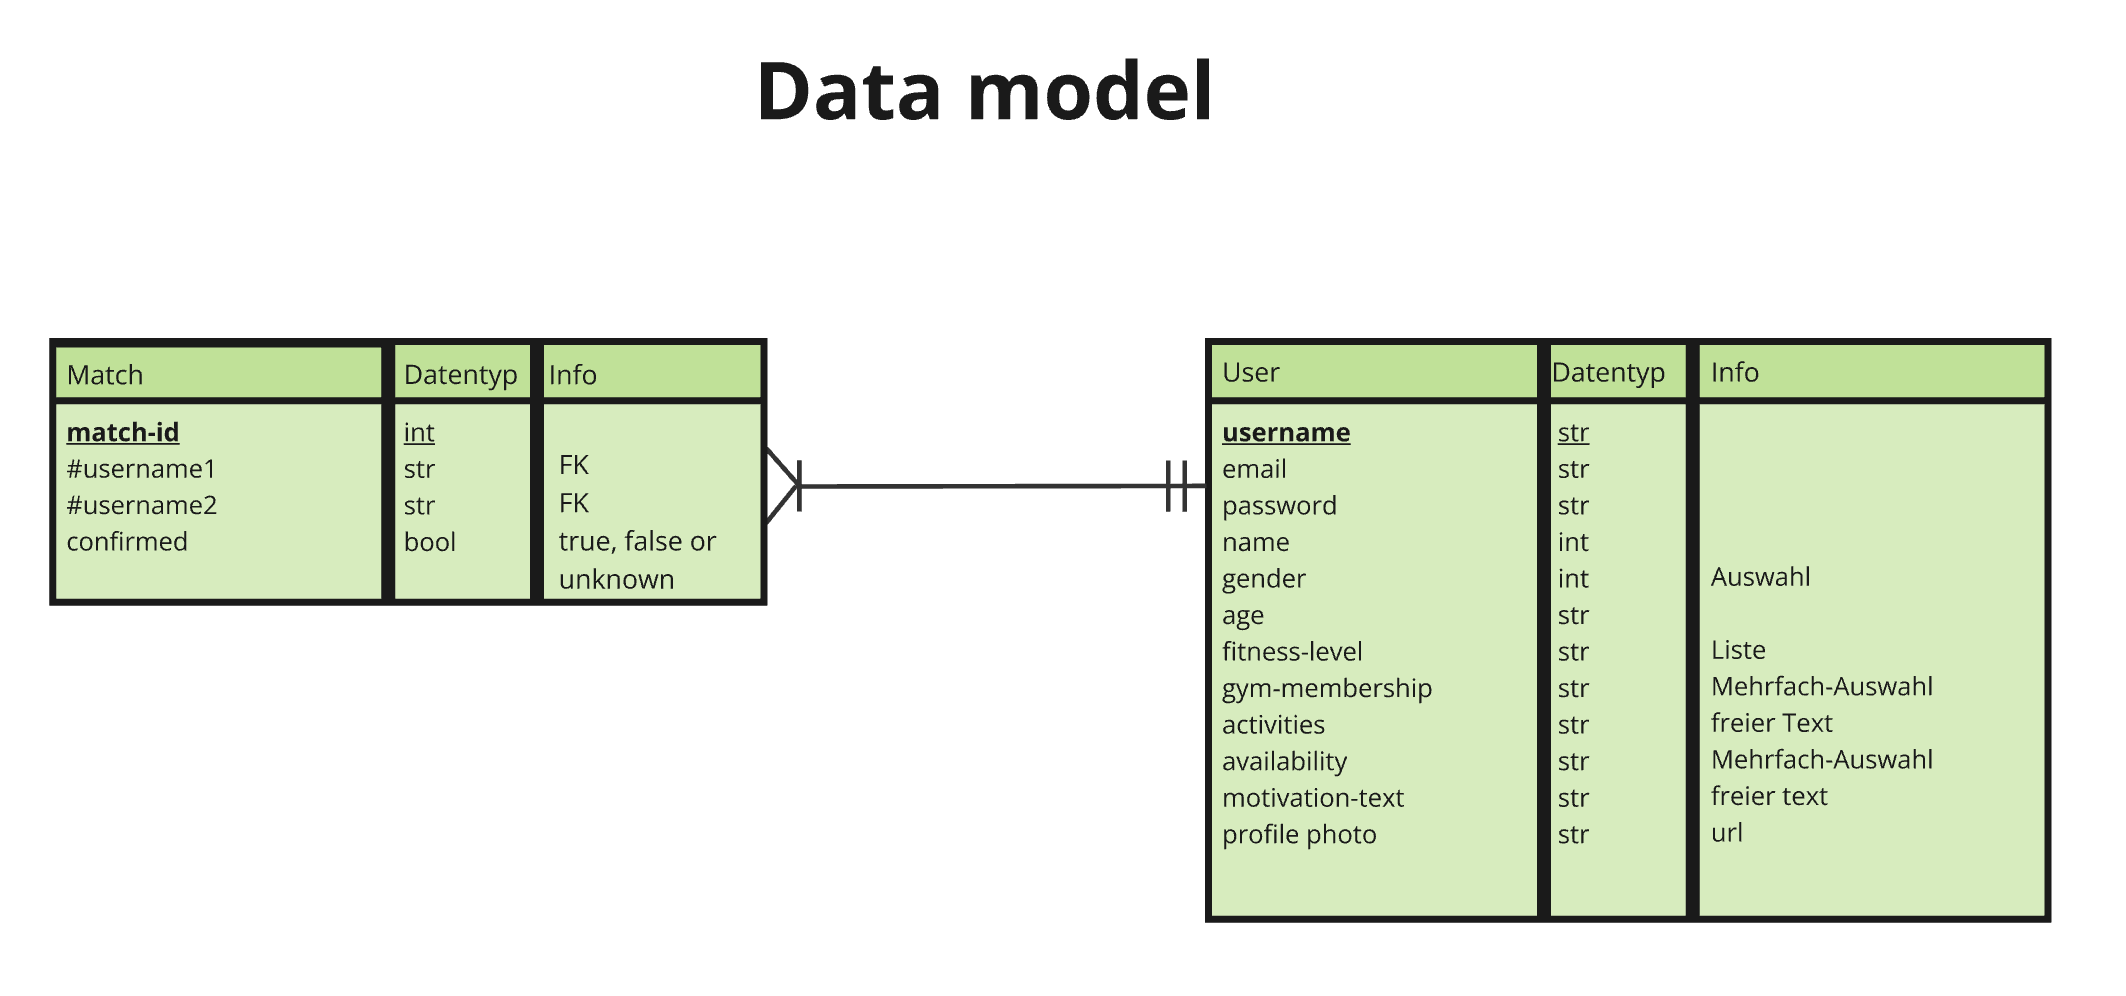 Data model
Match Datentyp Info
match-id int
#username1 str FK
#username2 str FK
confirmed bool true, false or
unknown
User Datentyp Info
username str
email str
password str
name int
gender int Auswahl
age str
fitness-level str Liste
gym-membership str Mehrfach-Auswahl
activities str freier Text
availability str Mehrfach-Auswahl
motivation-text str freier text
profile photo str url